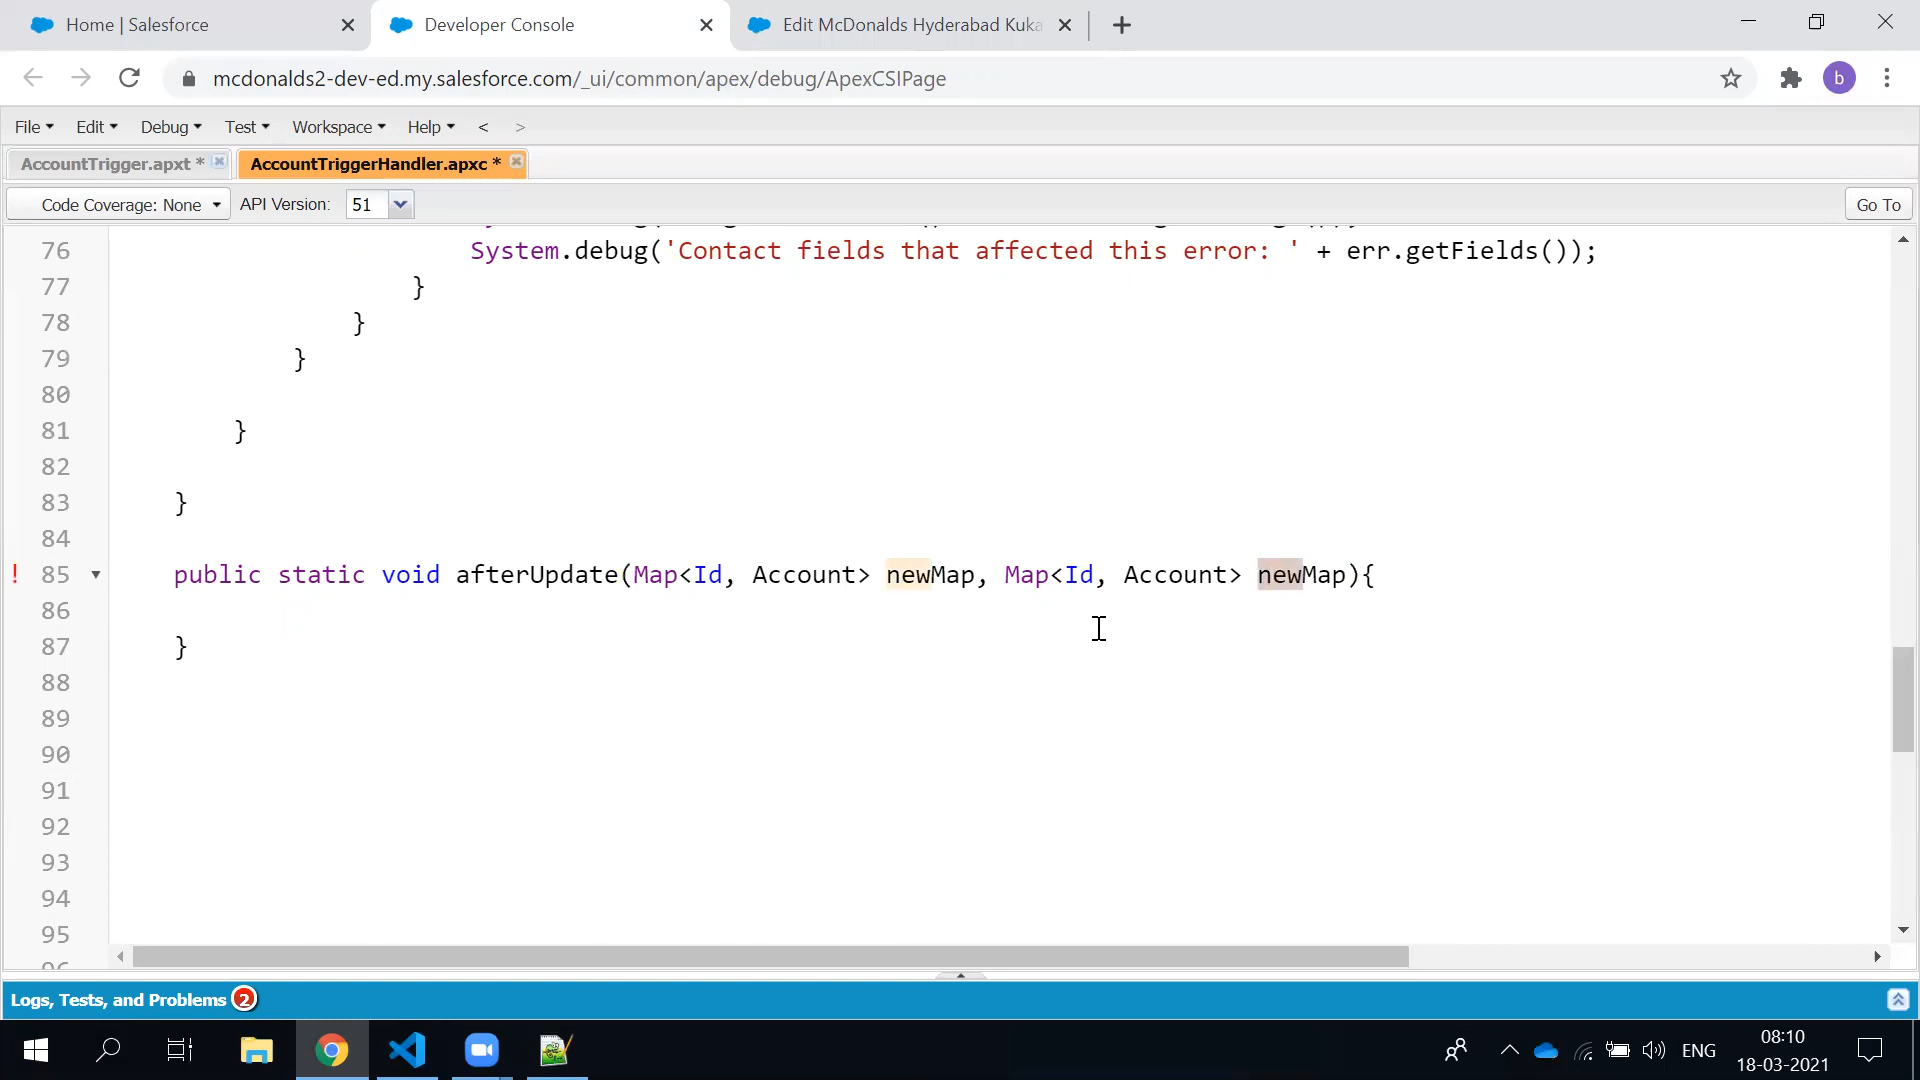 Home | Salesforce
Developer Console
Edit McDonalds Hyderabad Kuka
mcdonalds2-dev-ed.my.salesforce.com/_ui/common/apex/debug/ApexCSIPage
b
File Edit Debug Test Workspace Help < >
AccountTrigger.apxt * AccountTriggerHandler.apxc *
Code Coverage: None API Version: 51 Go To
76 System.debug('Contact fields that affected this error: ' + err.getFields());
77 }
78 }
79 }
80
81 }
82
83 }
84
! 85 public static void afterUpdate(Map<Id, Account> newMap, Map<Id, Account> newMap){
86
87 }
88
89
90
91
92
93
94
95
96
Logs, Tests, and Problems 2
ENG
08:10
18-03-2021